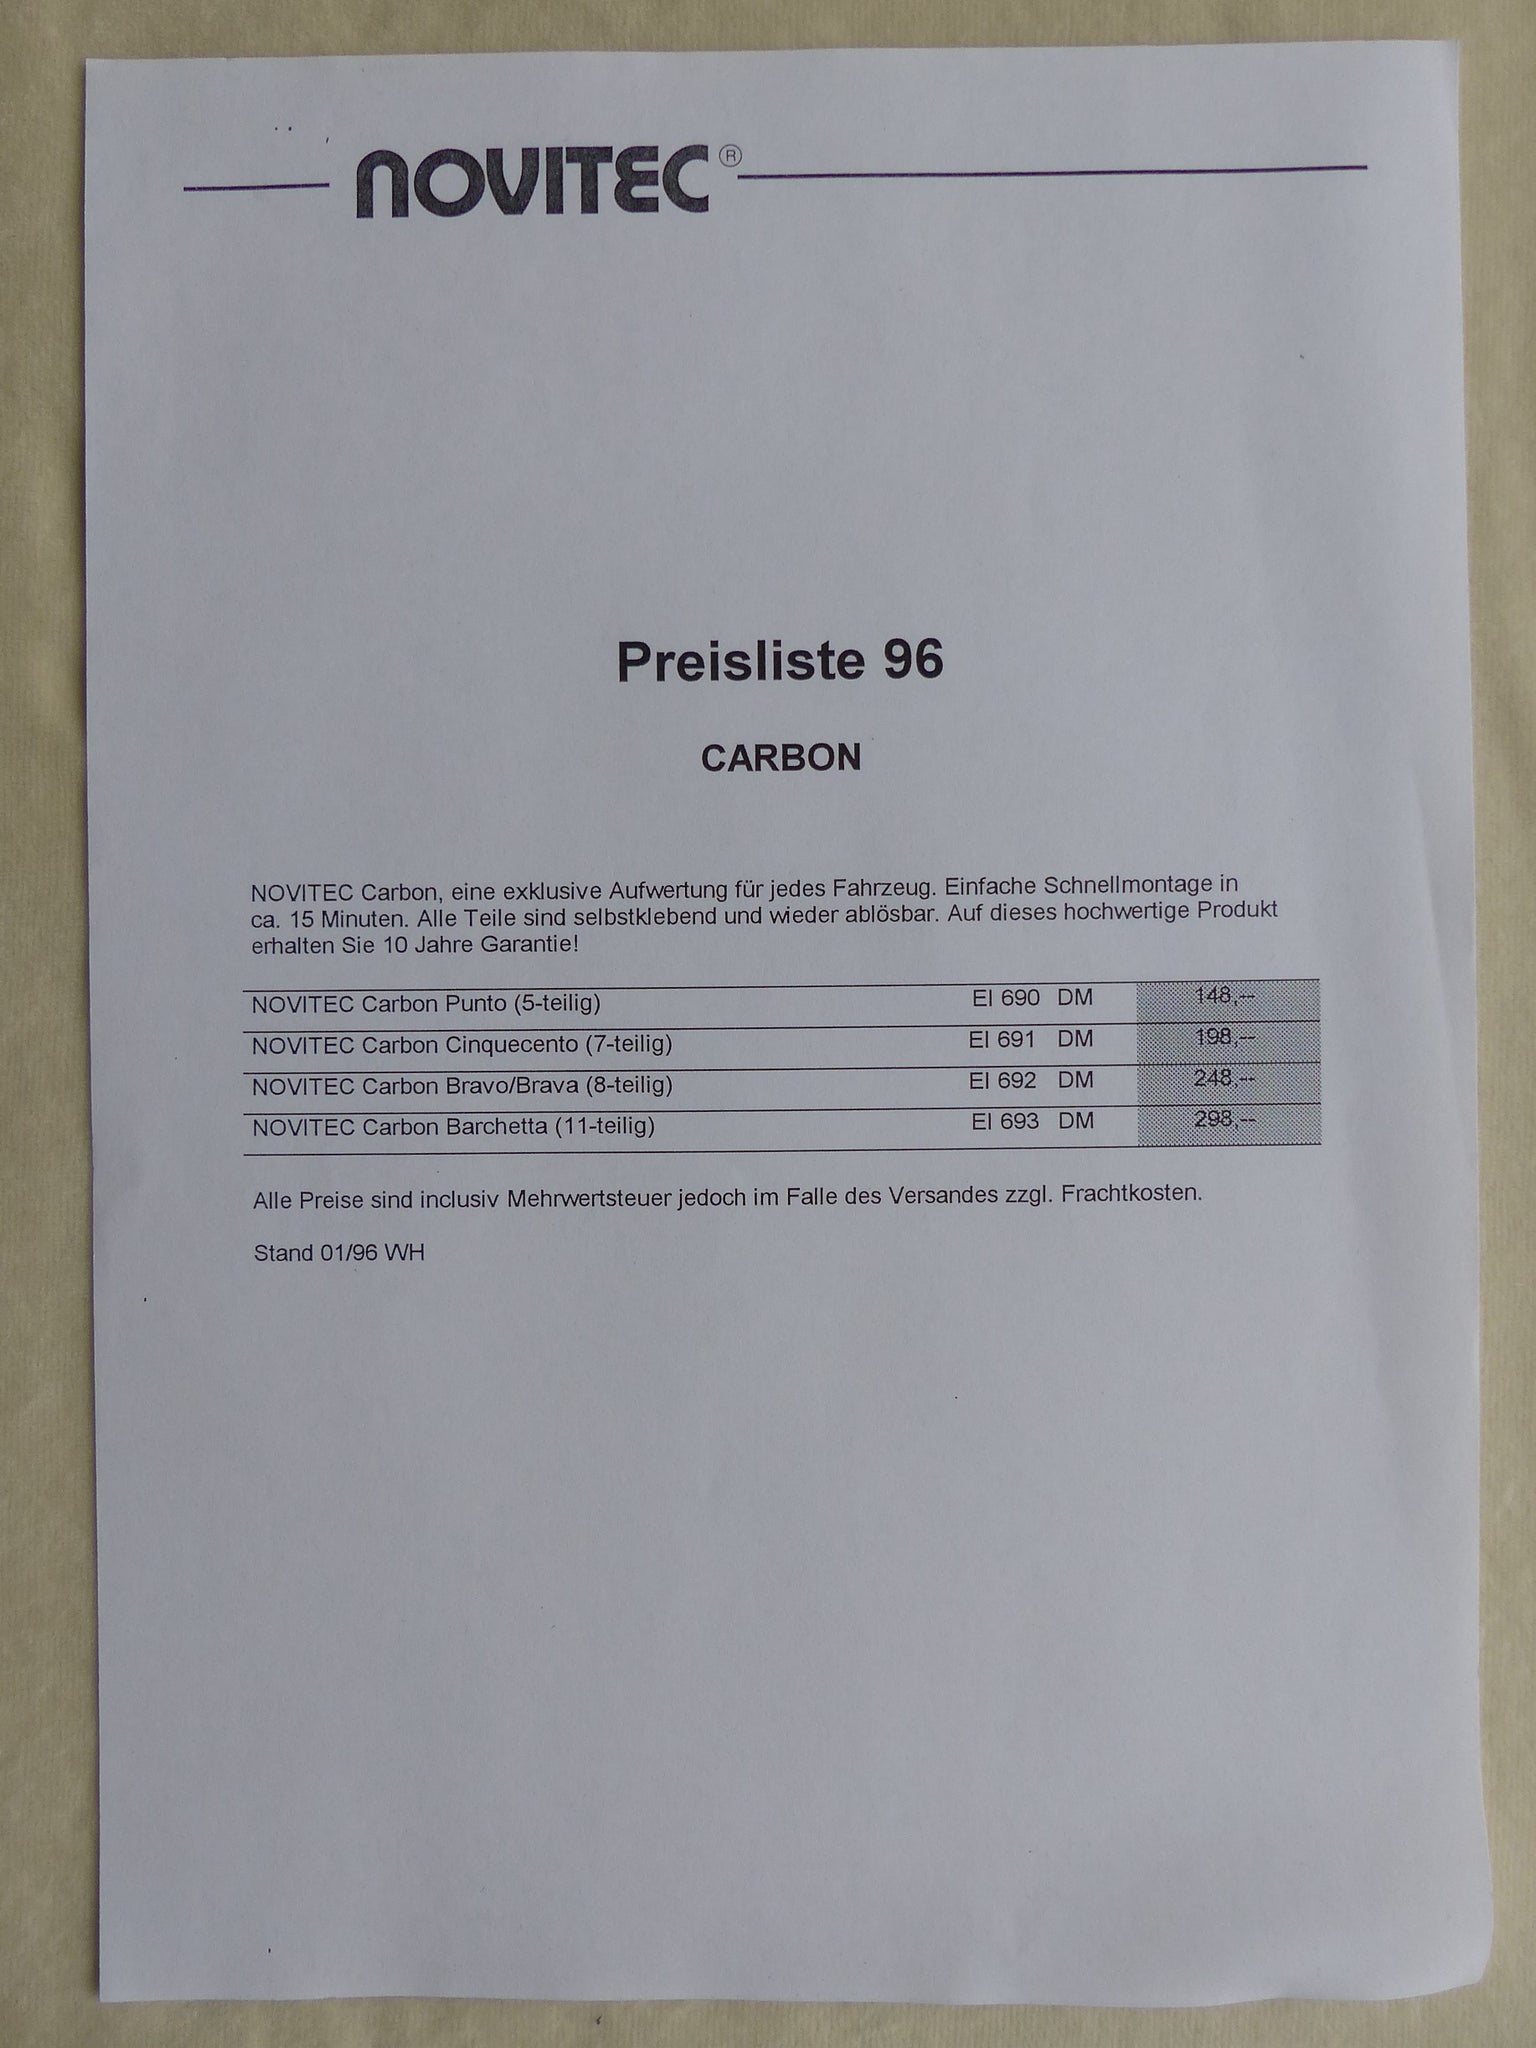 NOVITEC®
Preisliste 96
CARBON
NOVITEC Carbon, eine exklusive Aufwertung für jedes Fahrzeug. Einfache Schnellmontage in
ca. 15 Minuten. Alle Teile sind selbstklebend und wieder ablösbar. Auf dieses hochwertige Produkt
erhalten Sie 10 Jahre Garantie!
NOVITEC Carbon Punto (5-teilig) EI 690 DM 148,--
NOVITEC Carbon Cinquecento (7-teilig) EI 691 DM 198,--
NOVITEC Carbon Bravo/Brava (8-teilig) EI 692 DM 248,--
NOVITEC Carbon Barchetta (11-teilig) EI 693 DM 298,--
Alle Preise sind inclusiv Mehrwertsteuer jedoch im Falle des Versandes zzgl. Frachtkosten.
Stand 01/96 WH